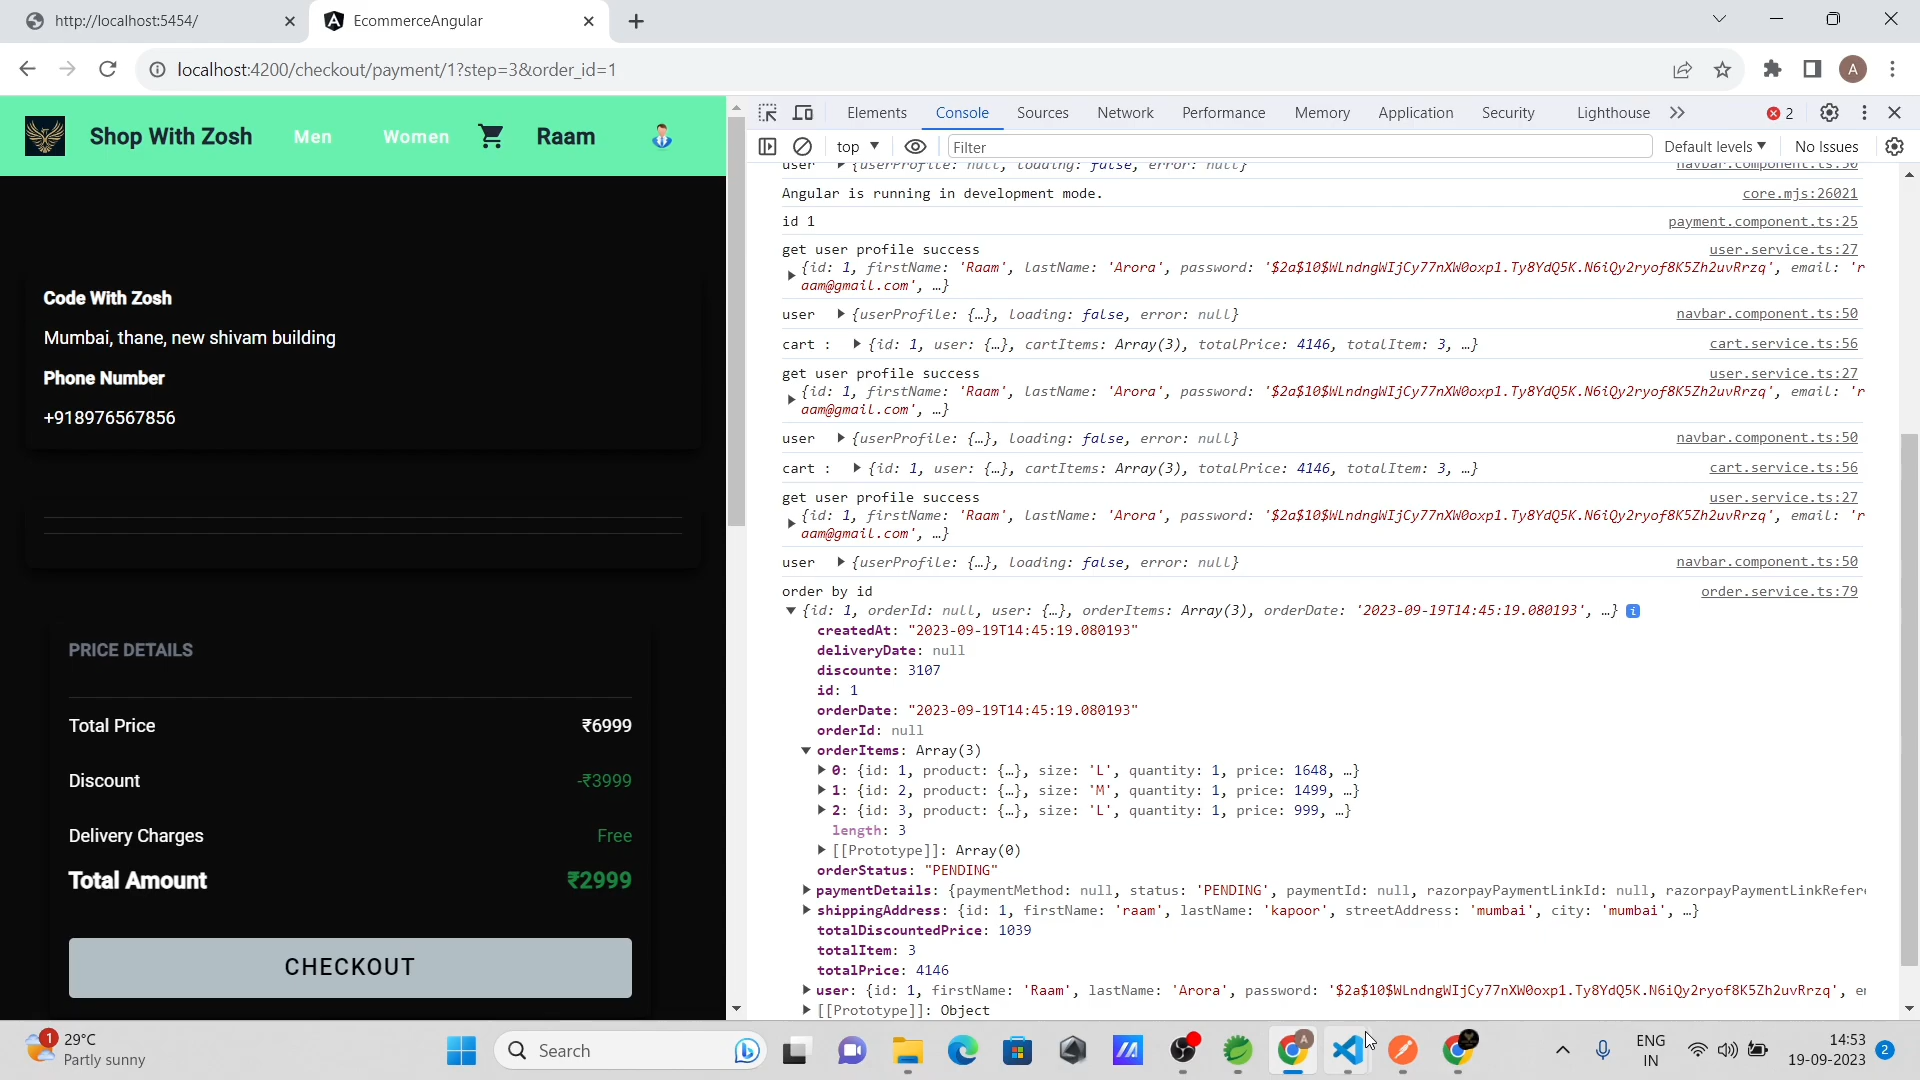 http://localhost:5454/
EcommerceAngular
localhost:4200/checkout/payment/1?step=3&order_id=1
A
Shop With Zosh
Men
Women
Raam
Code With Zosh
Mumbai, thane, new shivam building
Phone Number
+918976567856
PRICE DETAILS
Total Price ₹6999
Discount -₹3999
Delivery Charges Free
Total Amount ₹2999
CHECKOUT
Elements Console Sources Network Performance Memory Application Security Lighthouse 2
top Filter Default levels No Issues
user {userProfile: null, loading: false, error: null} navbar.component.ts:50
Angular is running in development mode. core.mjs:26021
id 1 payment.component.ts:25
get user profile success user.service.ts:27
{id: 1, firstName: 'Raam', lastName: 'Arora', password: '$2a$10$WLndngWIjCy77nXW0oxp1.Ty8YdQ5K.N6iQy2ryof8K5Zh2uvRrzq', email: 'r
aam@gmail.com', …}
user {userProfile: {…}, loading: false, error: null} navbar.component.ts:50
cart : {id: 1, user: {…}, cartItems: Array(3), totalPrice: 4146, totalItem: 3, …} cart.service.ts:56
get user profile success user.service.ts:27
{id: 1, firstName: 'Raam', lastName: 'Arora', password: '$2a$10$WLndngWIjCy77nXW0oxp1.Ty8YdQ5K.N6iQy2ryof8K5Zh2uvRrzq', email: 'r
aam@gmail.com', …}
user {userProfile: {…}, loading: false, error: null} navbar.component.ts:50
cart : {id: 1, user: {…}, cartItems: Array(3), totalPrice: 4146, totalItem: 3, …} cart.service.ts:56
get user profile success user.service.ts:27
{id: 1, firstName: 'Raam', lastName: 'Arora', password: '$2a$10$WLndngWIjCy77nXW0oxp1.Ty8YdQ5K.N6iQy2ryof8K5Zh2uvRrzq', email: 'r
aam@gmail.com', …}
user {userProfile: {…}, loading: false, error: null} navbar.component.ts:50
order by id order.service.ts:79
{id: 1, orderId: null, user: {…}, orderItems: Array(3), orderDate: '2023-09-19T14:45:19.080193', …} i
createdAt: "2023-09-19T14:45:19.080193"
deliveryDate: null
discounte: 3107
id: 1
orderDate: "2023-09-19T14:45:19.080193"
orderId: null
orderItems: Array(3)
0: {id: 1, product: {…}, size: 'L', quantity: 1, price: 1648, …}
1: {id: 2, product: {…}, size: 'M', quantity: 1, price: 1499, …}
2: {id: 3, product: {…}, size: 'L', quantity: 1, price: 999, …}
length: 3
[[Prototype]]: Array(0)
orderStatus: "PENDING"
paymentDetails: {paymentMethod: null, status: 'PENDING', paymentId: null, razorpayPaymentLinkId: null, razorpayPaymentLinkRefere
shippingAddress: {id: 1, firstName: 'raam', lastName: 'kapoor', streetAddress: 'mumbai', city: 'mumbai', …}
totalDiscountedPrice: 1039
totalItem: 3
totalPrice: 4146
user: {id: 1, firstName: 'Raam', lastName: 'Arora', password: '$2a$10$WLndngWIjCy77nXW0oxp1.Ty8YdQ5K.N6iQy2ryof8K5Zh2uvRrzq', em
[[Prototype]]: Object
1
29°C
Partly sunny
Search
ENG
IN
14:53
19-09-2023
2